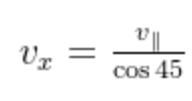 v_x = \frac{v_\parallel}{\cos 45}